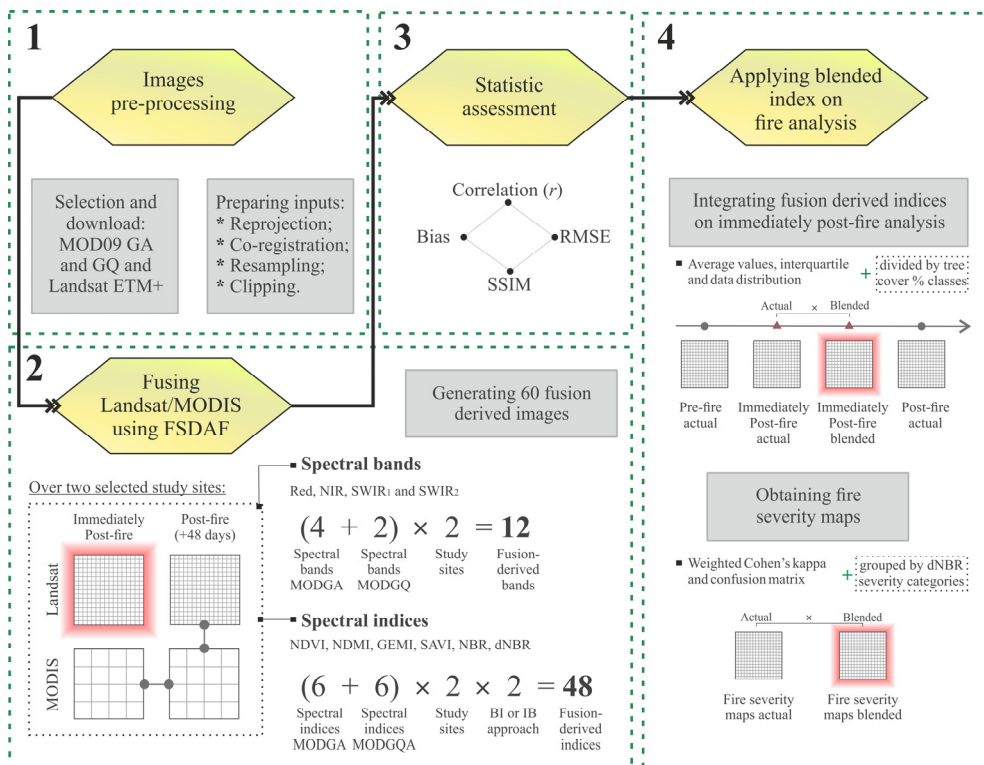 1
Images
pre-processing
Selection and
download:
MOD09 GA
and GQ and
Landsat ETM+
Preparing inputs:
* Reprojection;
* Co-registration;
* Resampling;
* Clipping.
2
Fusing
Landsat/MODIS
using FSDAF
Generating 60 fusion
derived images
Over two selected study sites:
Immediately
Post-fire
Post-fire
(+48 days)
Landsat
MODIS
Spectral bands
Red, NIR, SWIR1 and SWIR2
(4 + 2) × 2 = 12
Spectral
bands
MODGA
Spectral
bands
MODGQ
Study
sites
Fusion-
derived
bands
Spectral indices
NDVI, NDMI, GEMI, SAVI, NBR, dNBR
(6 + 6) × 2 × 2 = 48
Spectral
indices
MODGA
Spectral
indices
MODGQA
Study
sites
BI or IB
approach
Fusion-
derived
indices
3
Statistic
assessment
Correlation (r)
Bias
RMSE
SSIM
4
Applying blended
index on
fire analysis
Integrating fusion derived indices
on immediately post-fire analysis
Average values, interquartile
and data distribution
+
divided by tree
cover % classes
Actual × Blended
Pre-fire
actual
Immediately
Post-fire
actual
Immediately
Post-fire
blended
Post-fire
actual
Obtaining fire
severity maps
Weighted Cohen's kappa
and confusion matrix
+
grouped by dNBR
severity categories
Actual × Blended
Fire severity
maps actual
Fire severity
maps blended